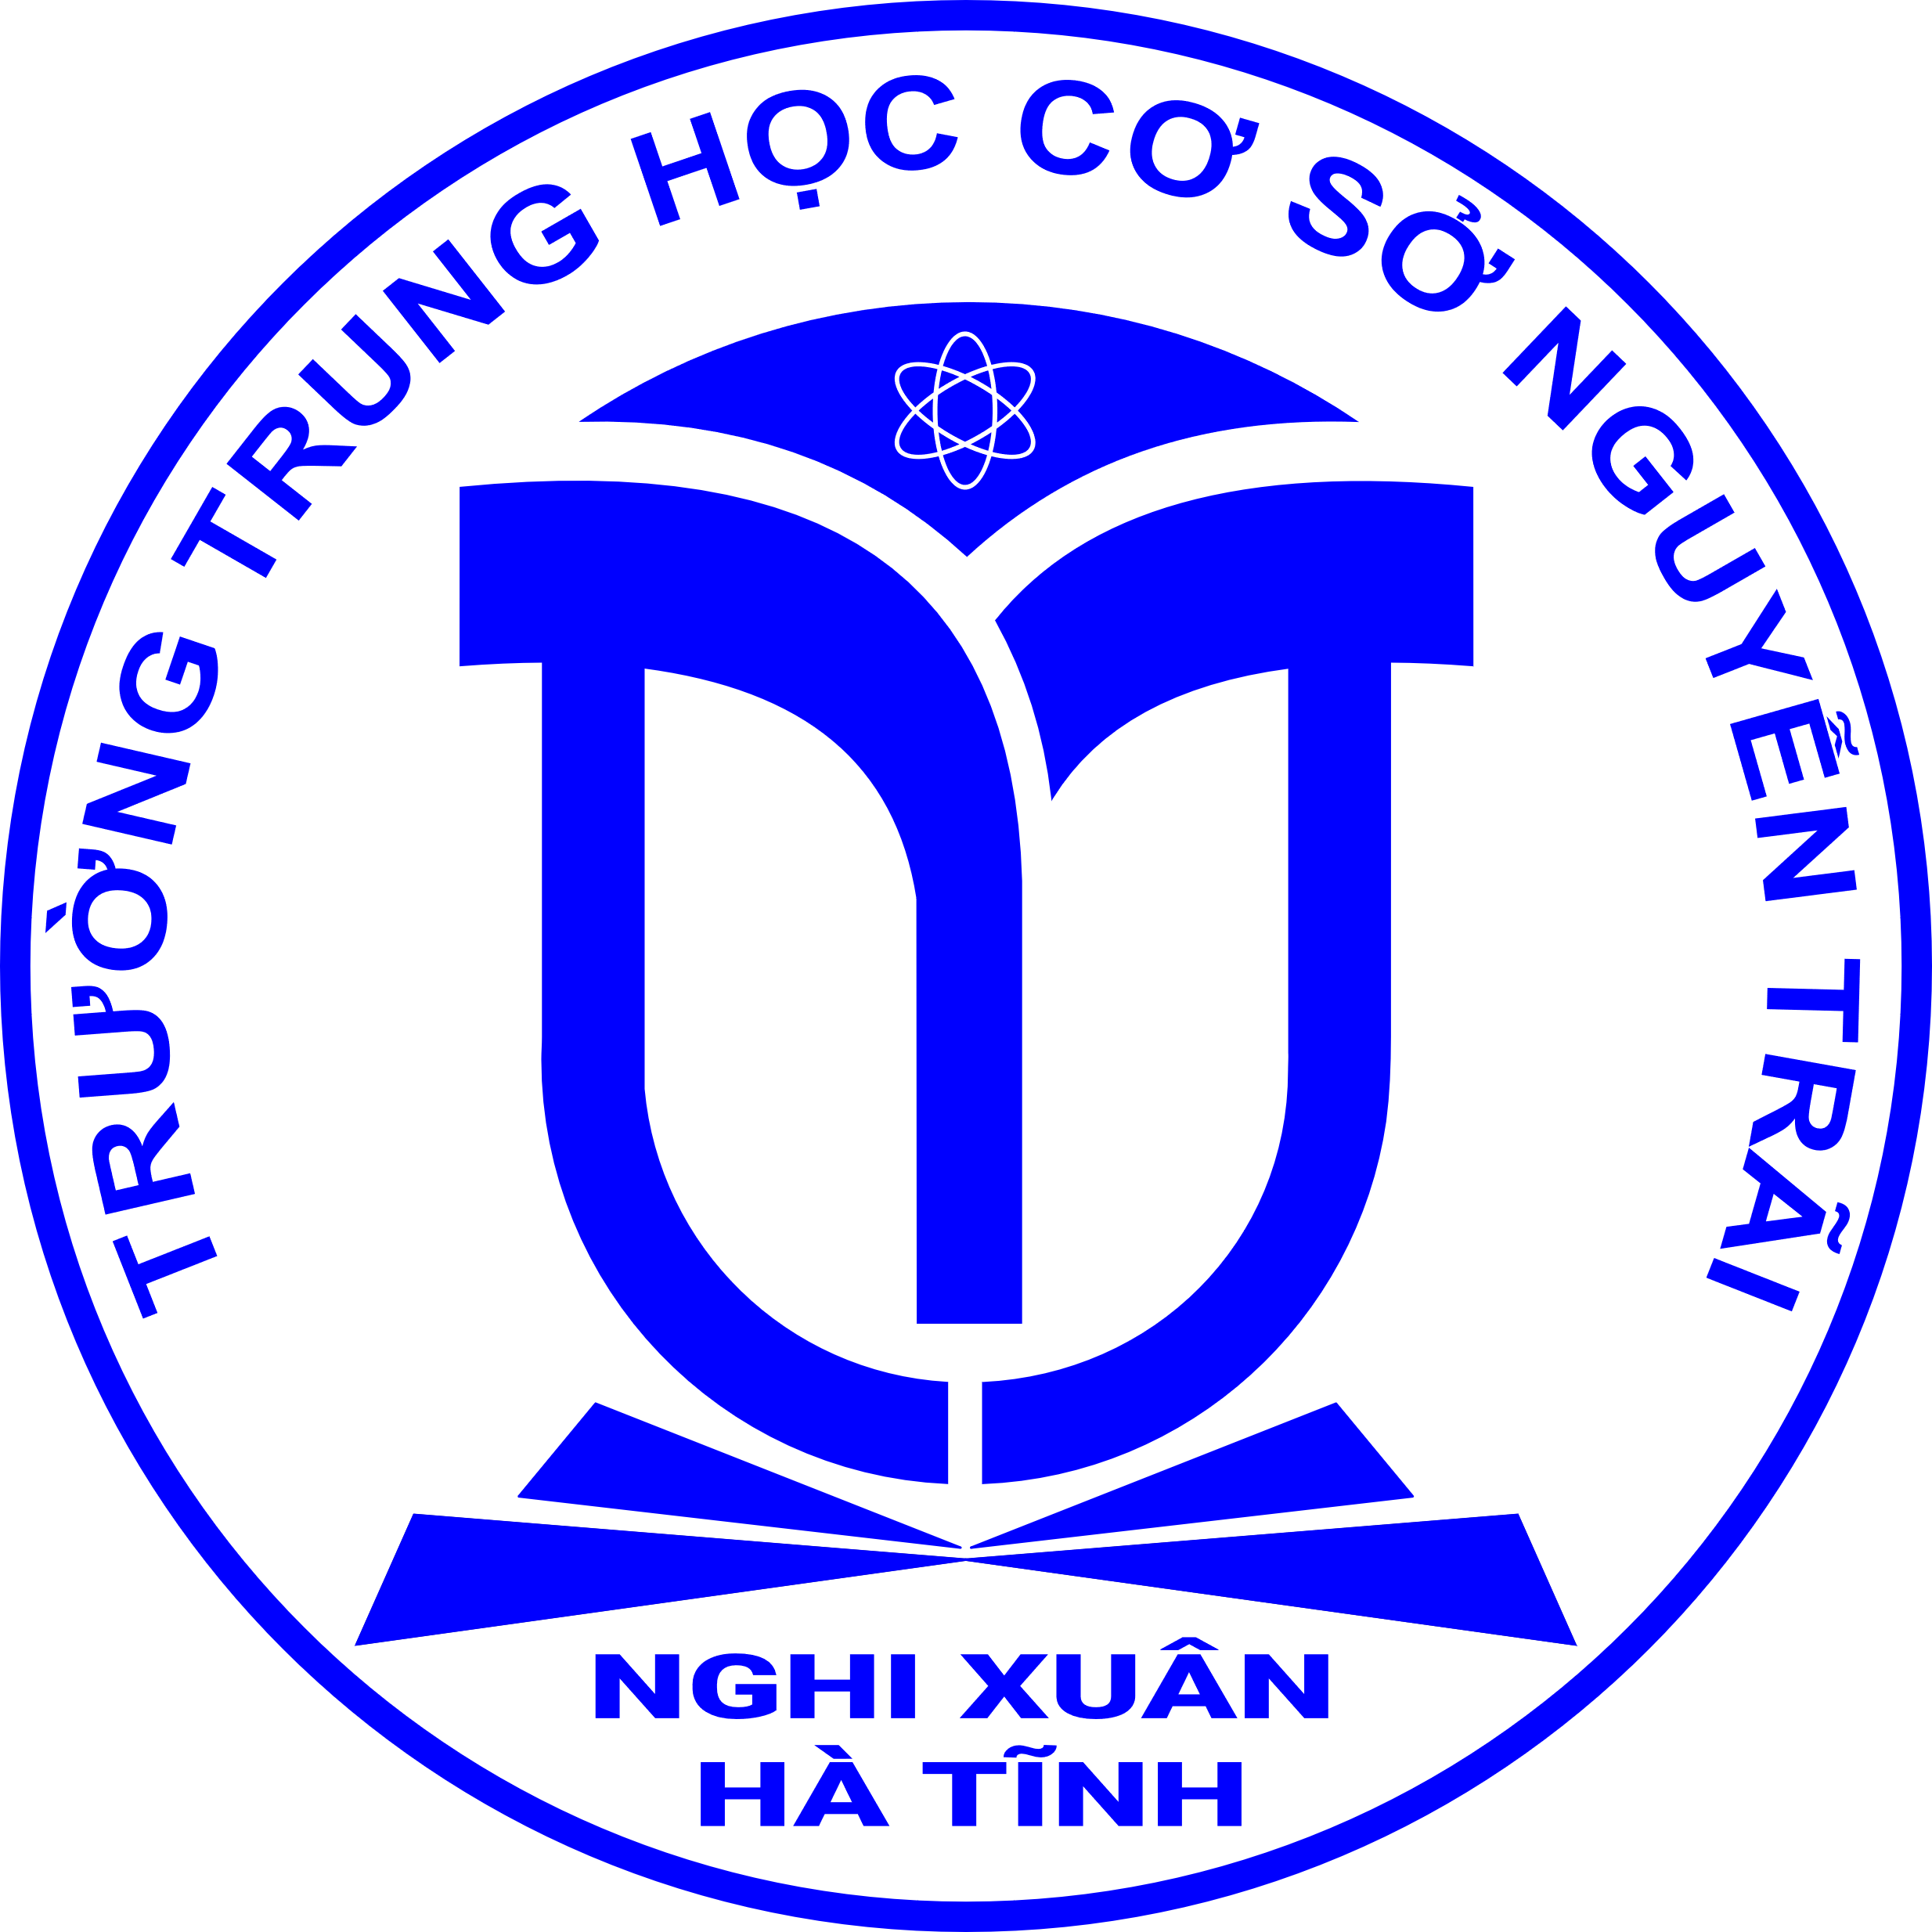 TRƯỜNG TRUNG HỌC CƠ SỞ NGUYỄN TRÃI
NGHI XUÂN
HÀ TĨNH